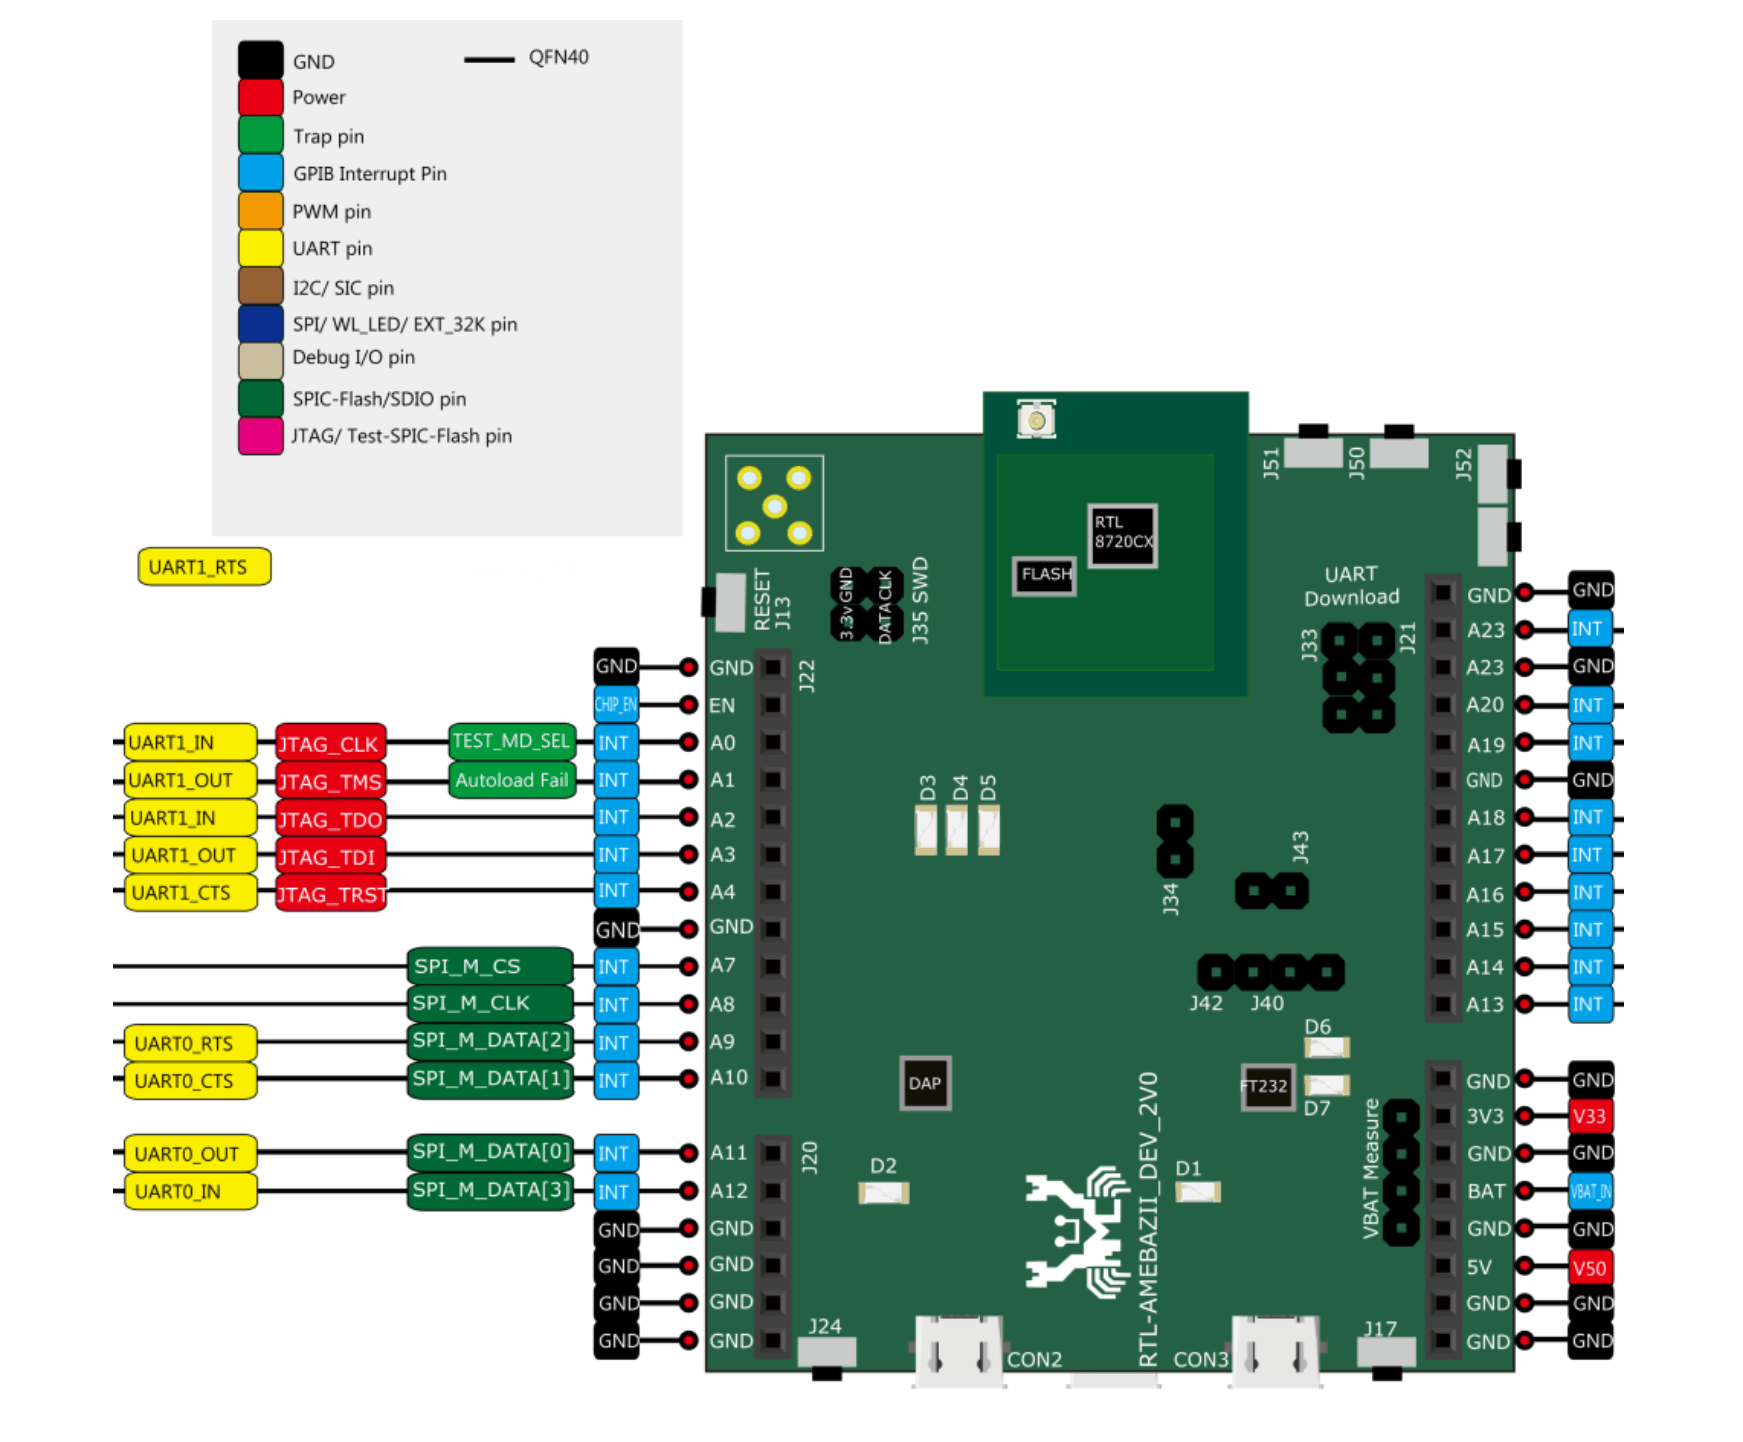 GND
QFN40
Power
Trap pin
GPIB Interrupt Pin
PWM pin
UART pin
I2C/ SIC pin
SPI/ WL_LED/ EXT_32K pin
Debug I/O pin
SPIC-Flash/SDIO pin
JTAG/ Test-SPIC-Flash pin
UART1_RTS
GND GND
CHIP_EN EN
UART1_IN JTAG_CLK TEST_MD_SEL INT A0
UART1_OUT JTAG_TMS Autoload Fail INT A1
UART1_IN JTAG_TDO INT A2
UART1_OUT JTAG_TDI INT A3
UART1_CTS JTAG_TRST INT A4
GND GND
SPI_M_CS INT A7
SPI_M_CLK INT A8
UART0_RTS SPI_M_DATA[2] INT A9
UART0_CTS SPI_M_DATA[1] INT A10
UART0_OUT SPI_M_DATA[0] INT A11
UART0_IN SPI_M_DATA[3] INT A12
GND GND
GND GND
GND GND
GND GND
RESET
J13
J22
3.3V GND
DATA CLK
J35 SWD
RTL
8720CX
FLASH
J51
J50
J52
UART
Download
J33
J21
D3
D4
D5
J34
J43
J42
J40
D6
D7
DAP
FT232
J20
D2
D1
RTL-AMEBAZII_DEV_2V0
VBAT Measure
J24
CON2
CON3
J17
GND GND
A23 INT
A23 GND
A20 INT
A19 INT
GND GND
A18 INT
A17 INT
A16 INT
A15 INT
A14 INT
A13 INT
GND GND
3V3 V33
GND GND
BAT VBAT_IN
GND GND
5V V50
GND GND
GND GND